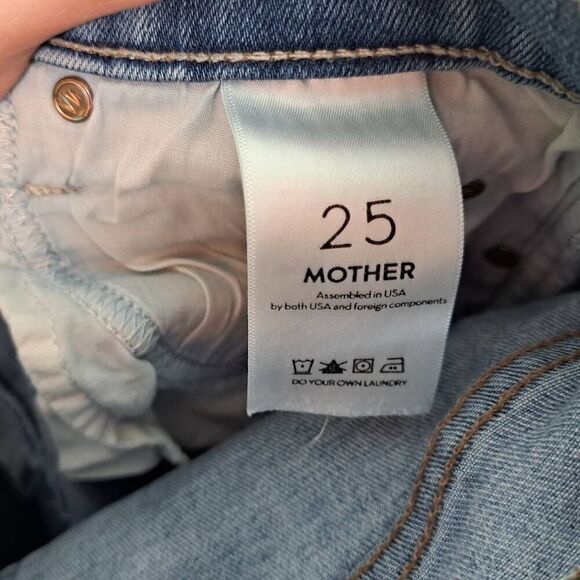 25
MOTHER
Assembled in USA
by both USA and foreign components
DO YOUR OWN LAUNDRY